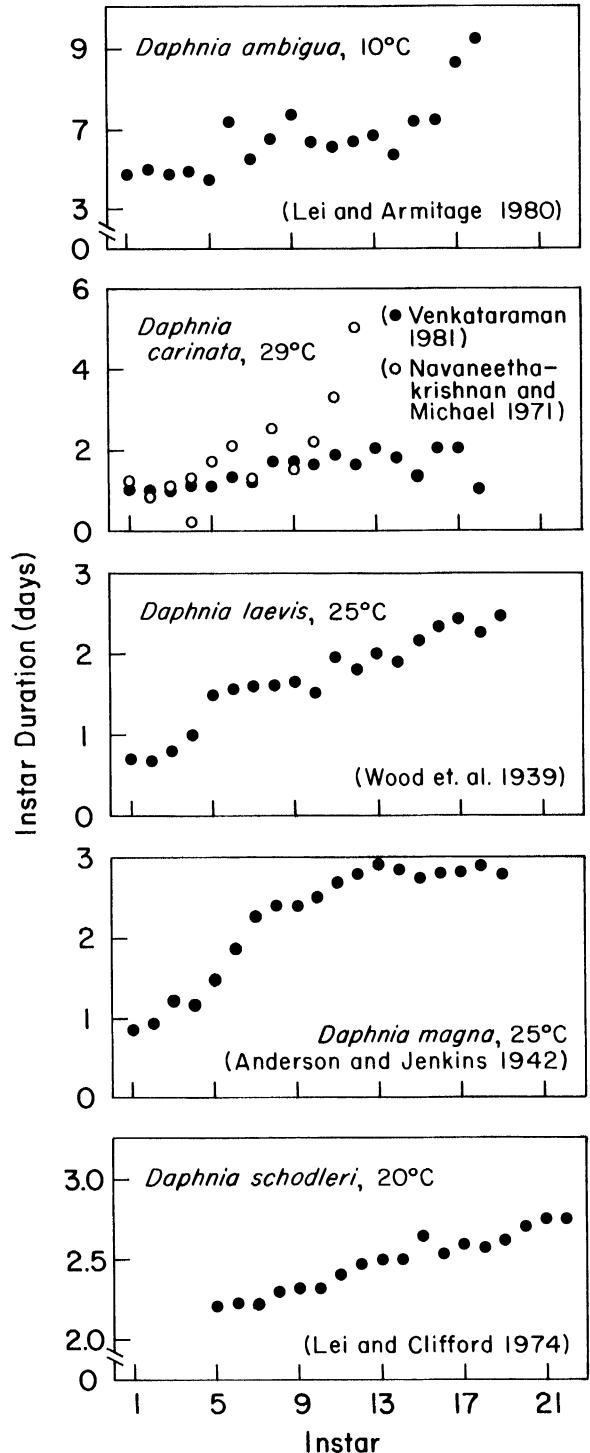 Instar Duration (days)
Daphnia ambigua, 10°C
9
7
3
0
(Lei and Armitage 1980)
Daphnia
carinata, 29°C
(● Venkataraman
1981)
(○ Navaneetha-
krishnan and
Michael 1971)
6
4
2
0
Daphnia laevis, 25°C
3
2
1
0
(Wood et. al. 1939)
3
2
1
0
Daphnia magna, 25°C
(Anderson and Jenkins 1942)
Daphnia schodleri, 20°C
3.0
2.5
2.0
0
(Lei and Clifford 1974)
1 5 9 13 17 21
Instar